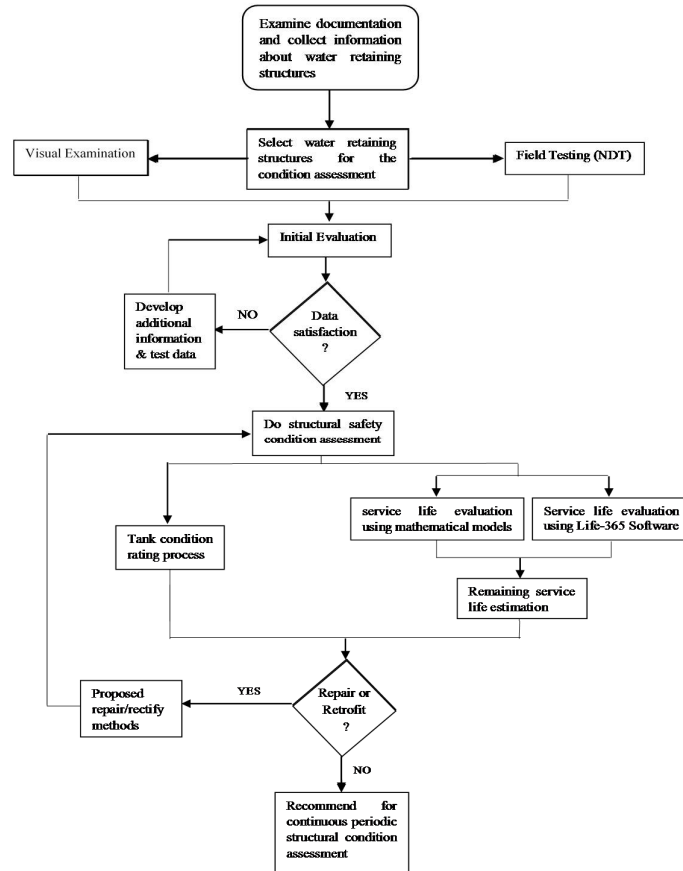 Examine documentation
and collect information
about water retaining
structures
Visual Examination
Select water retaining
structures for the
condition assessment
Field Testing (NDT)
Initial Evaluation
Develop
additional
information
& test data
NO
Data
satisfaction
?
YES
Do structural safety
condition assessment
Tank condition
rating process
service life evaluation
using mathematical models
Service life evaluation
using Life-365 Software
Remaining service
life estimation
Proposed
repair/rectify
methods
YES
Repair or
Retrofit
?
NO
Recommend for
continuous periodic
structural condition
assessment